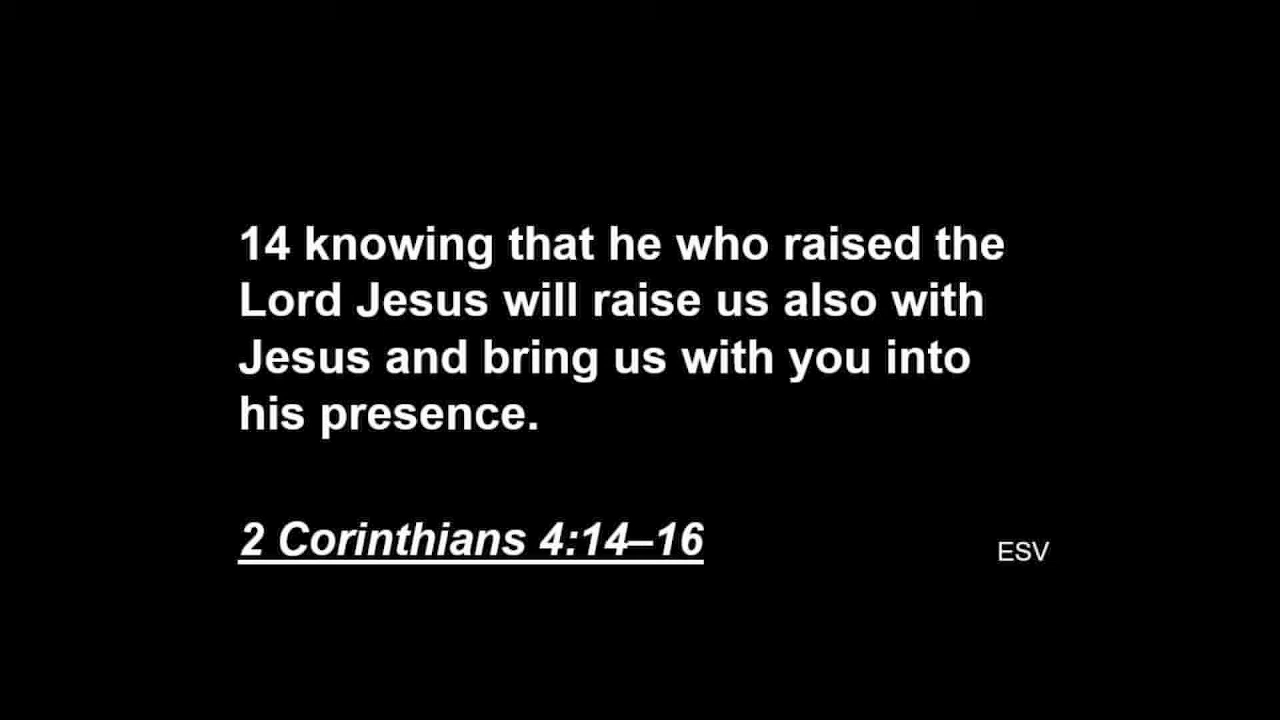 14 knowing that he who raised the
Lord Jesus will raise us also with
Jesus and bring us with you into
his presence.
2 Corinthians 4:14–16
ESV